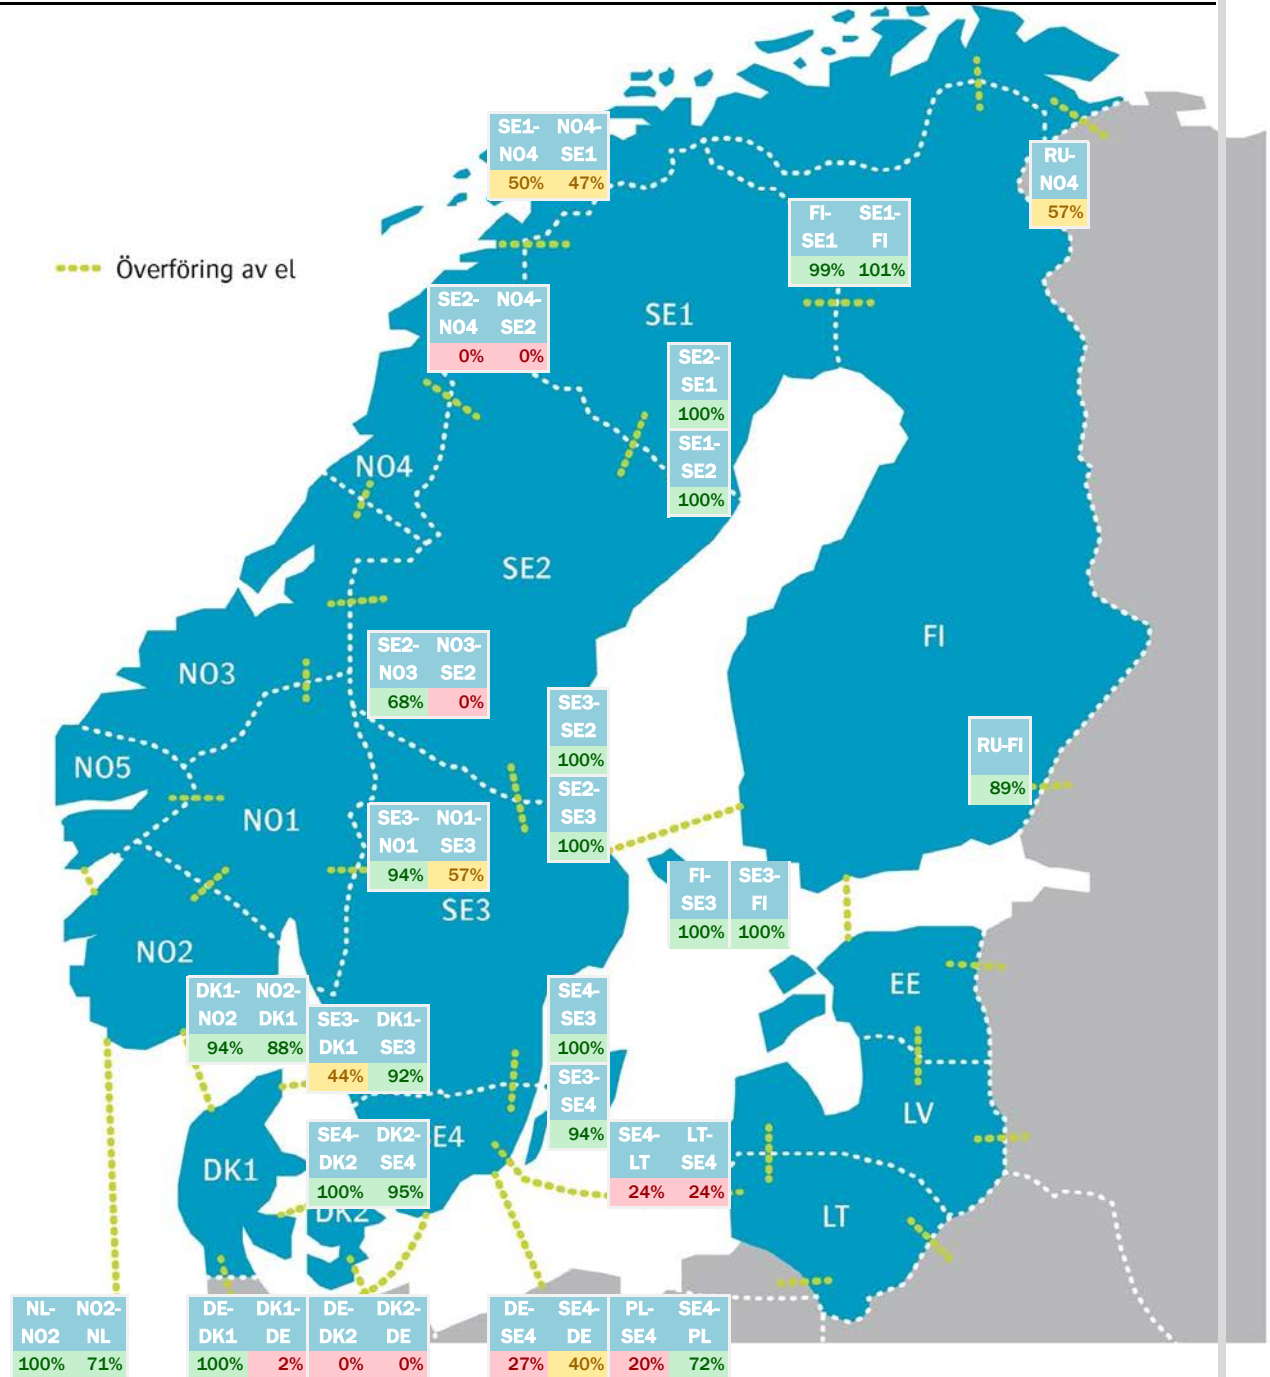 SE1- NO4-
NO4 SE1
50% 47%
RU-
NO4
57%
FI- SE1-
SE1 FI
99% 101%
Överföring av el
SE2- NO4-
NO4 SE2
0% 0%
SE1
SE2-
SE1
100%
SE1-
SE2
100%
NO4
SE2
FI
SE2- NO3-
NO3 SE2
68% 0%
NO3
SE3-
SE2
100%
SE2-
SE3
100%
RU-FI
89%
NO5
NO1
SE3- NO1-
NO1 SE3
94% 57%
SE3
FI- SE3-
SE3 FI
100% 100%
NO2
EE
DK1- NO2-
NO2 DK1
94% 88%
SE3- DK1-
DK1 SE3
44% 92%
SE4-
SE3
100%
SE3-
SE4
94%
LV
SE4- DK2-
DK2 SE4
100% 95%
E4
SE4- LT-
LT SE4
24% 24%
DK1
DK2
LT
NL- NO2-
NO2 NL
100% 71%
DE- DK1- DE- DK2-
DK1 DE DK2 DE
100% 2% 0% 0%
DE- SE4- PL- SE4-
SE4 DE SE4 PL
27% 40% 20% 72%